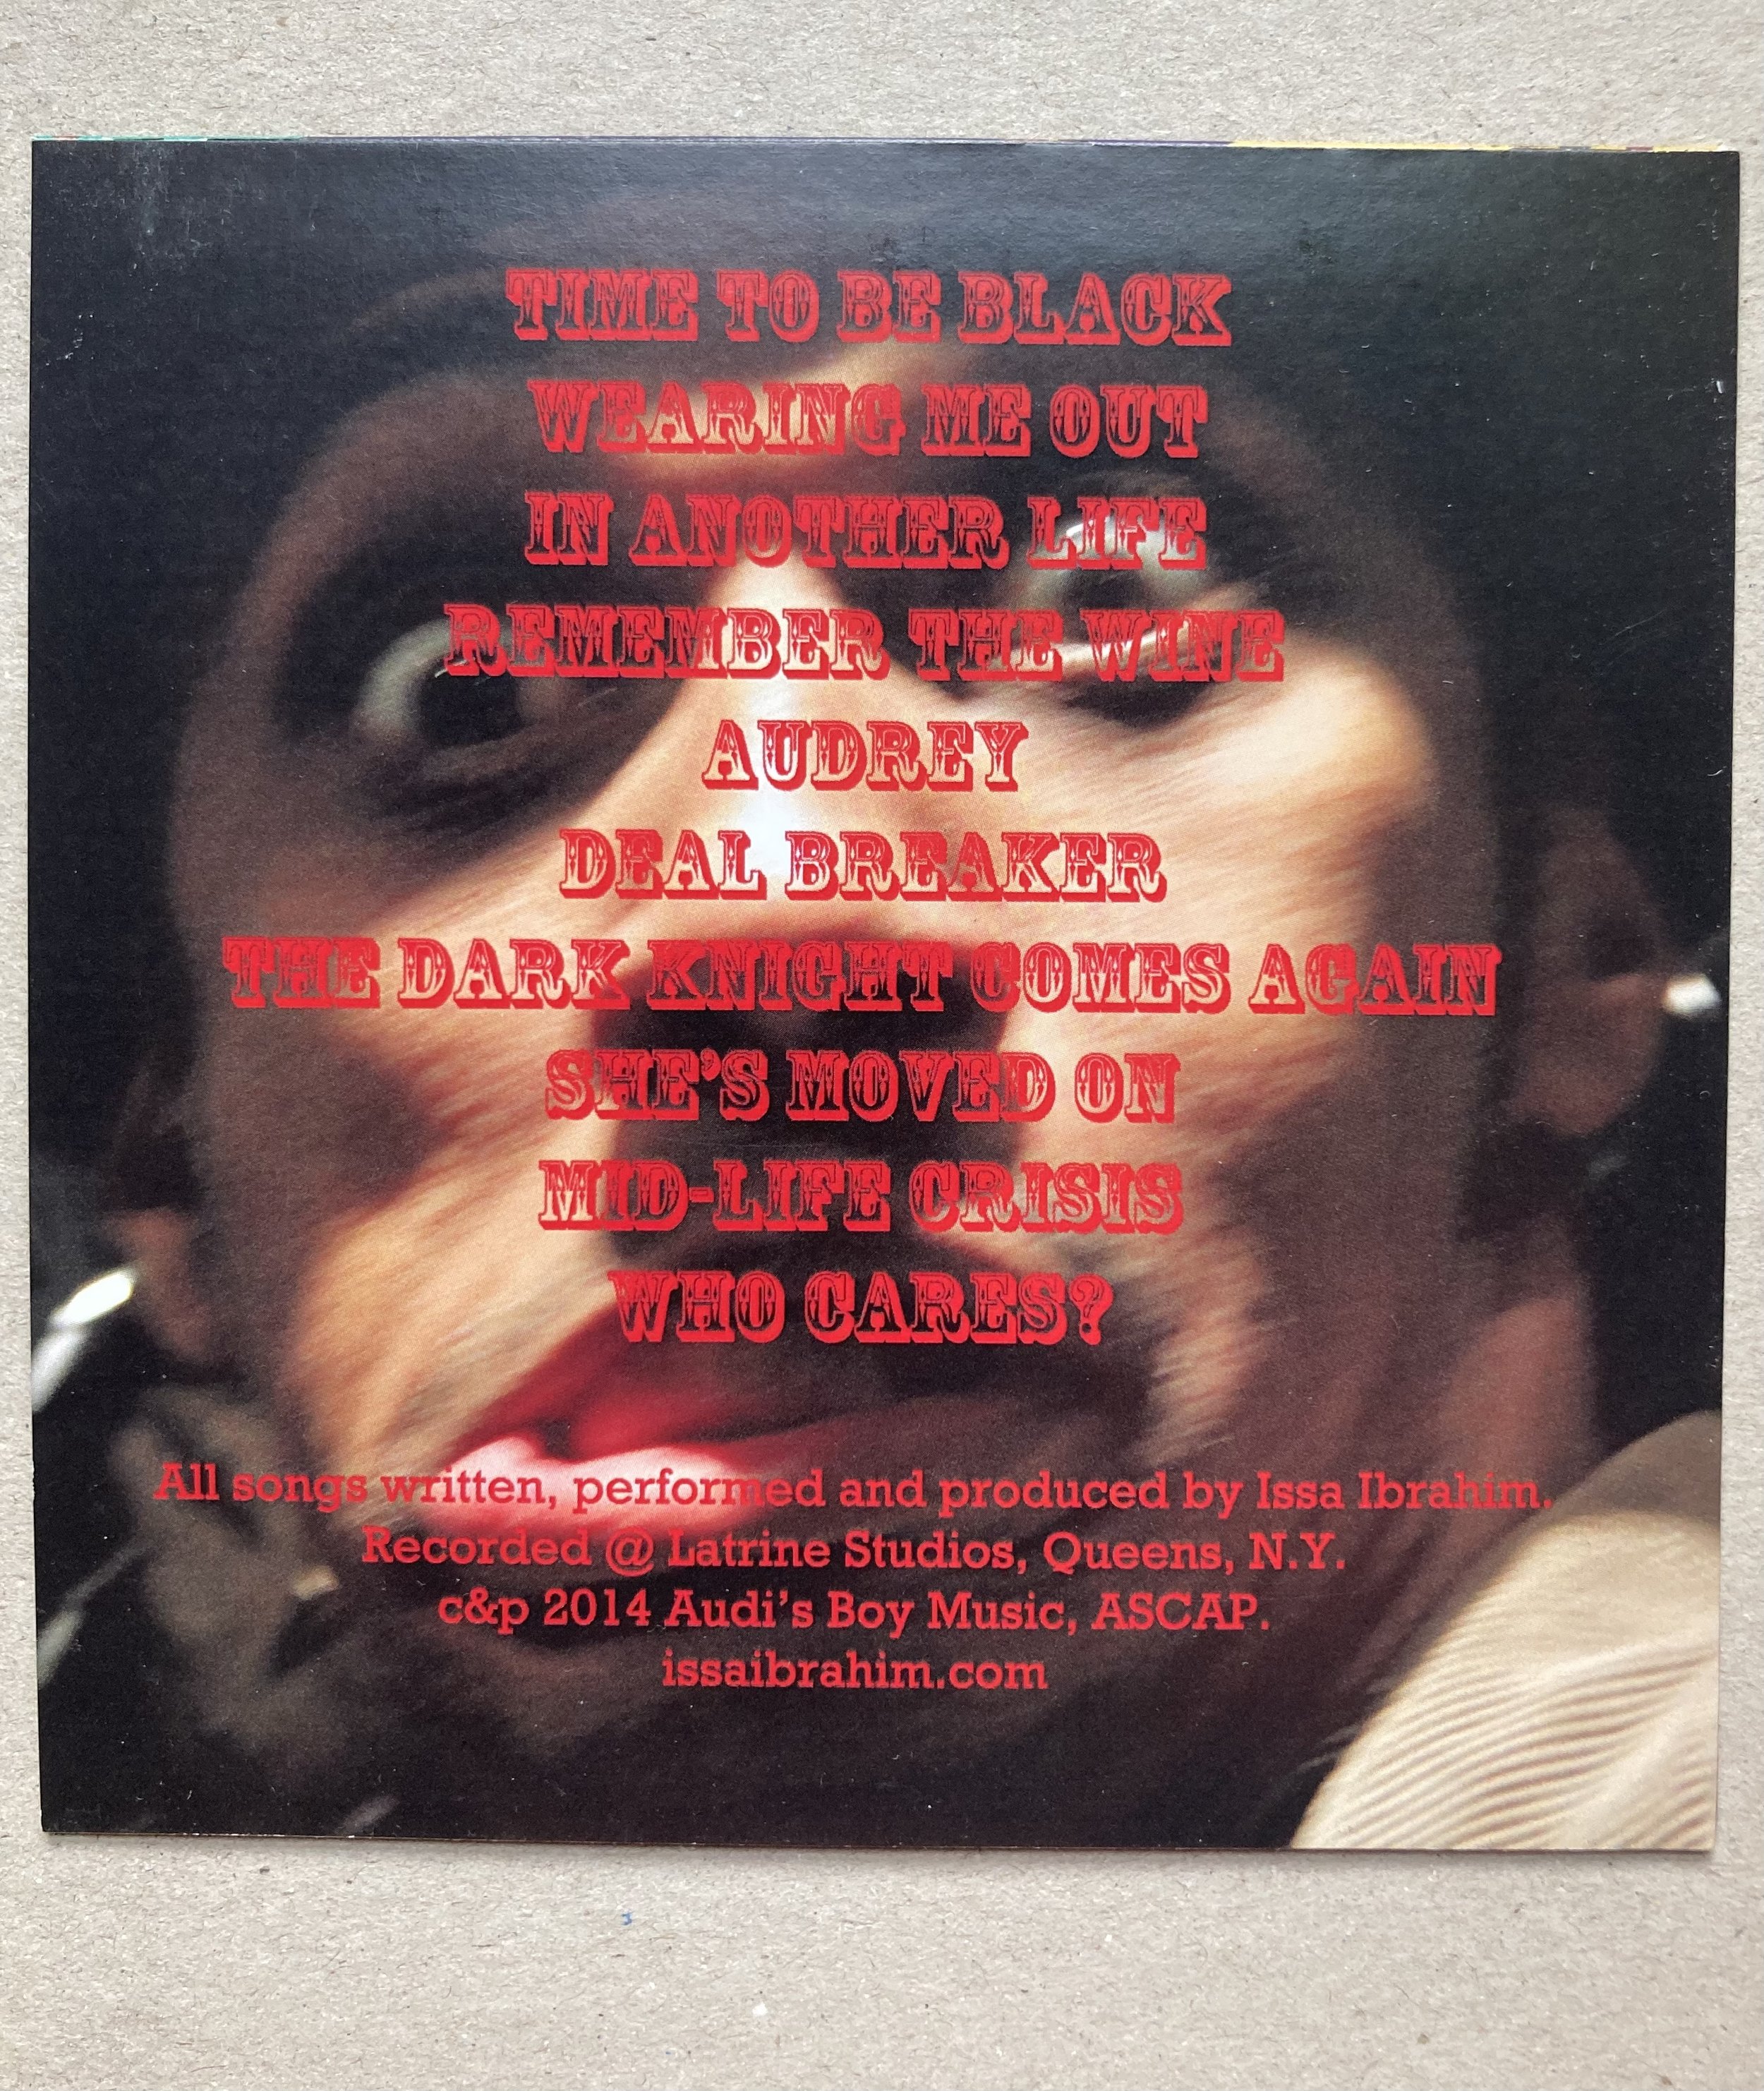 TIME TO BE BLACK
WEARING ME OUT
IN ANOTHER LIFE
REMEMBER THE WINE
AUDREY
DEAL BREAKER
THE DARK KNIGHT COMES AGAIN
SHE'S MOVED ON
MID-LIFE CRISIS
WHO CARES?
All songs written, performed and produced by Issa Ibrahim.
Recorded @ Latrine Studios, Queens, N.Y.
c&p 2014 Audi's Boy Music, ASCAP.
issaibrahim.com